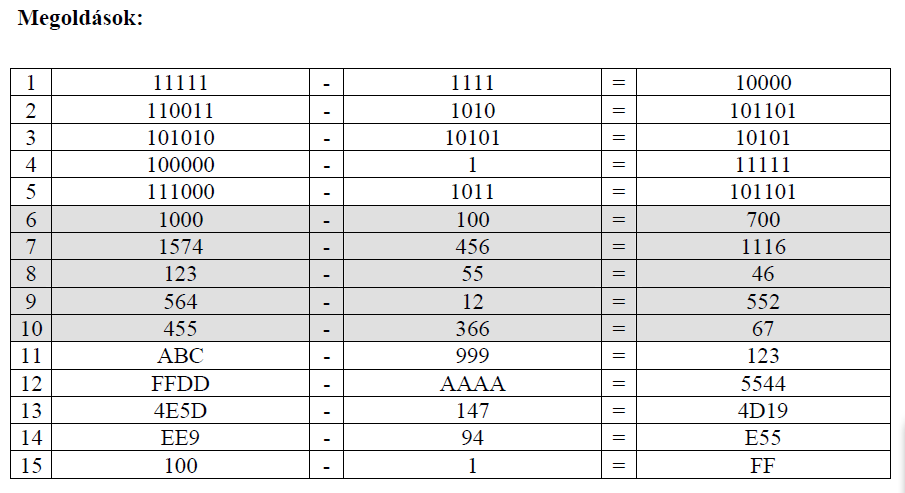 Megoldások:
1 11111 - 1111 = 10000
2 110011 - 1010 = 101101
3 101010 - 10101 = 10101
4 100000 - 1 = 11111
5 111000 - 1011 = 101101
6 1000 - 100 = 700
7 1574 - 456 = 1116
8 123 - 55 = 46
9 564 - 12 = 552
10 455 - 366 = 67
11 ABC - 999 = 123
12 FFDD - AAAA = 5544
13 4E5D - 147 = 4D19
14 EE9 - 94 = E55
15 100 - 1 = FF